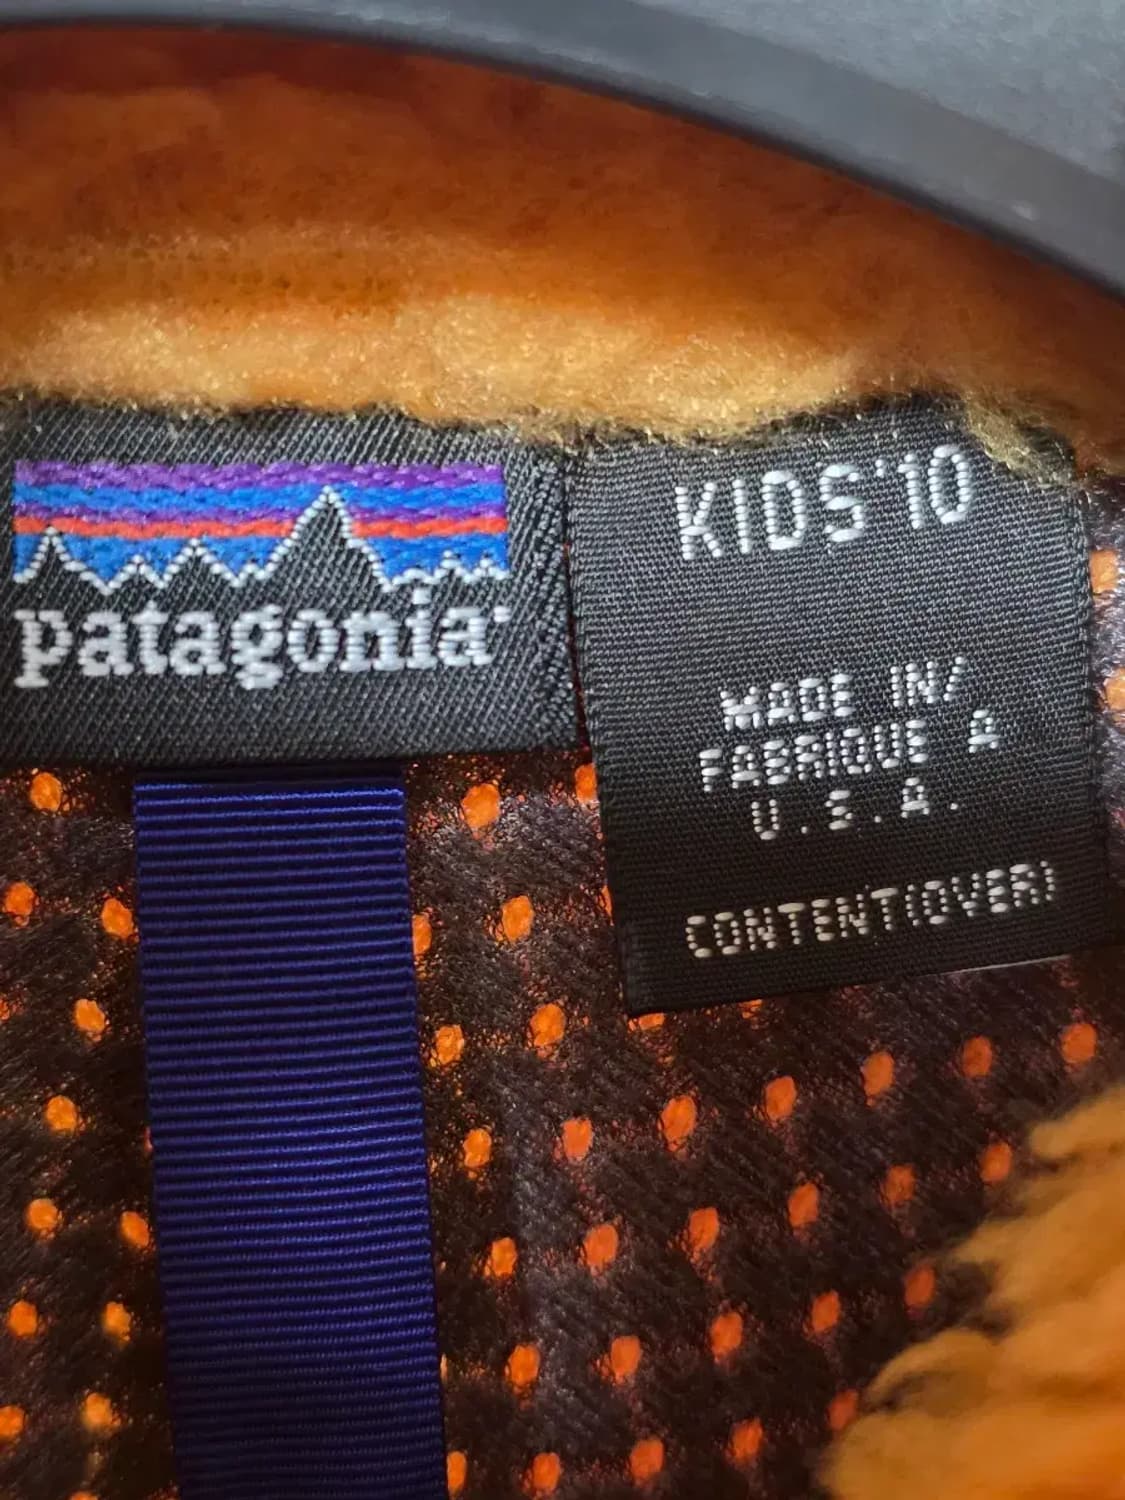 patagonia
KIDS'10
MADE IN/
FABRIQUE A
U.S.A.
CONTENT(OVER)